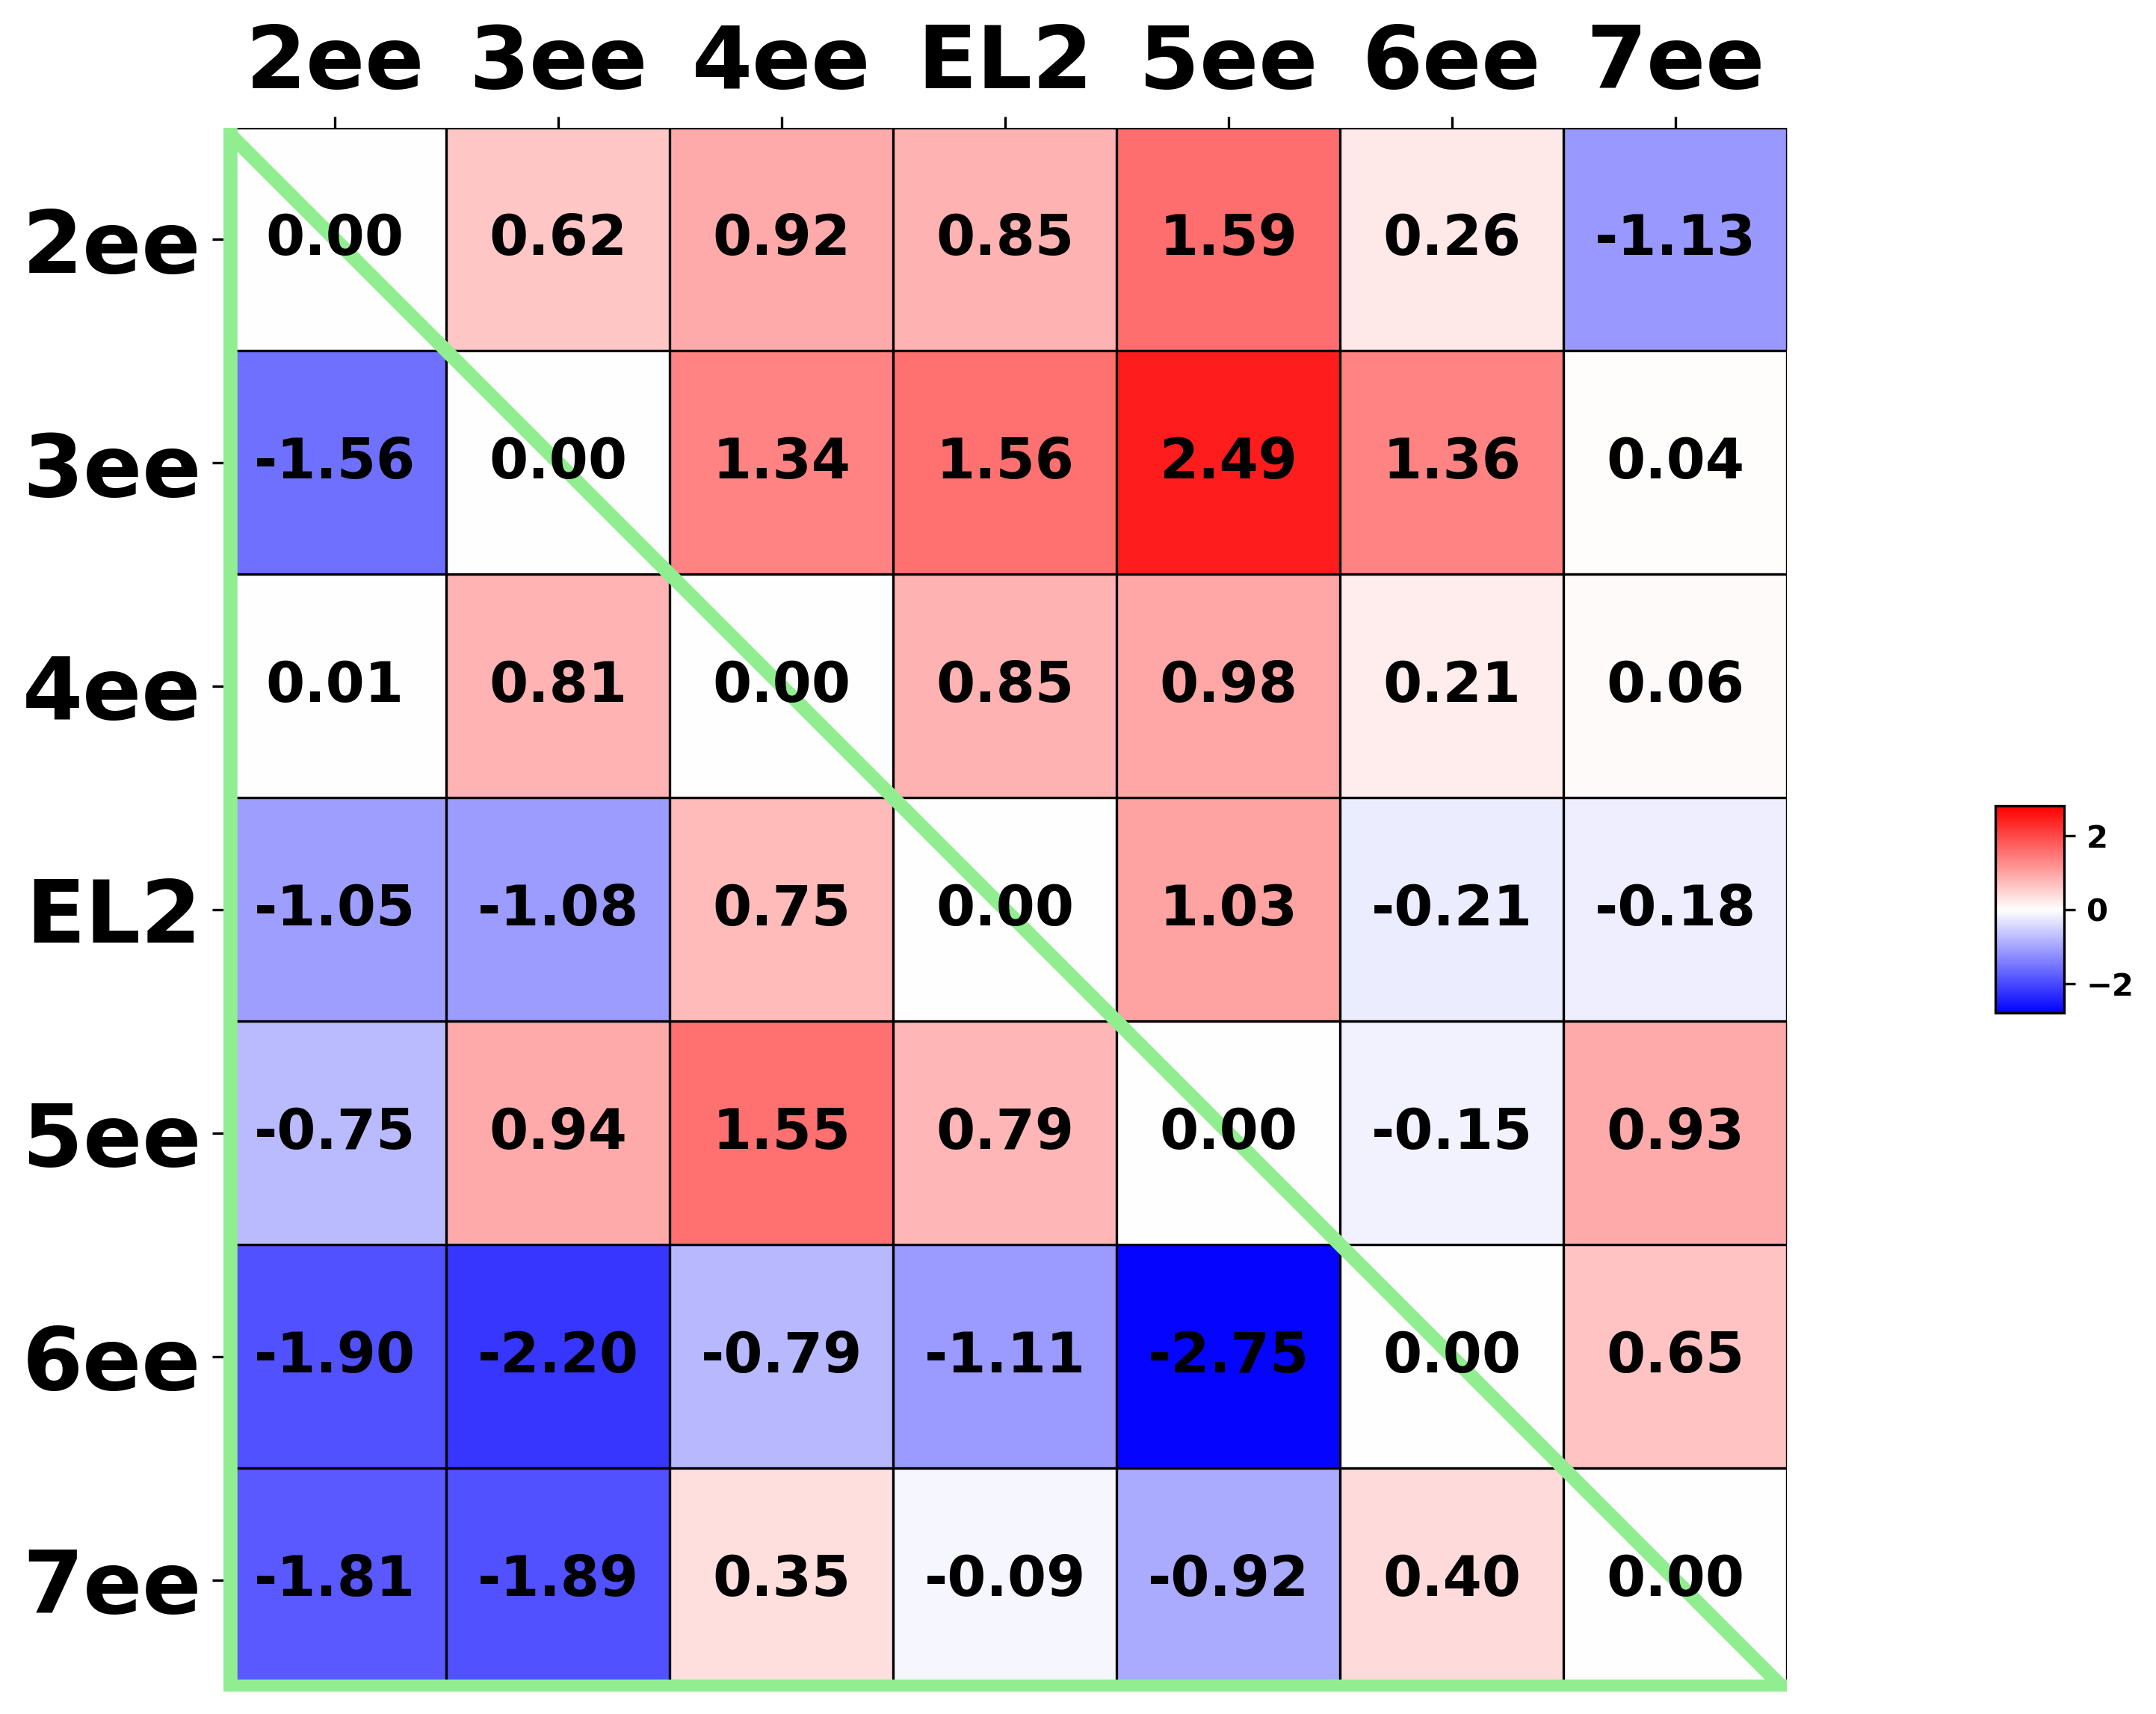 2ee 3ee 4ee EL2 5ee 6ee 7ee
2ee 0.00 0.62 0.92 0.85 1.59 0.26 -1.13
3ee -1.56 0.00 1.34 1.56 2.49 1.36 0.04
4ee 0.01 0.81 0.00 0.85 0.98 0.21 0.06
EL2 -1.05 -1.08 0.75 0.00 1.03 -0.21 -0.18
5ee -0.75 0.94 1.55 0.79 0.00 -0.15 0.93
6ee -1.90 -2.20 -0.79 -1.11 -2.75 0.00 0.65
7ee -1.81 -1.89 0.35 -0.09 -0.92 0.40 0.00
2
0
−2